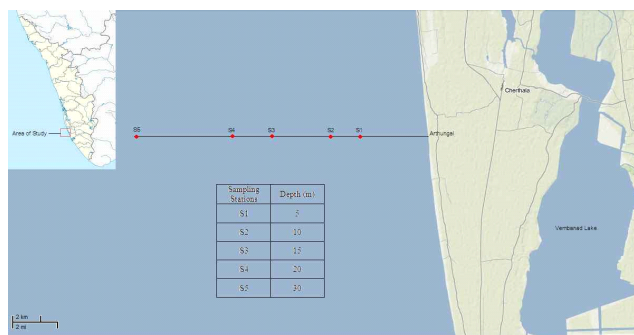 Area of Study
S5
S4
S3
S2
S1
Arthungal
Cherthala
Vembanad Lake
Sampling Stations
Depth (m)
S1
5
S2
10
S3
15
S4
20
S5
30
2 km
2 mi